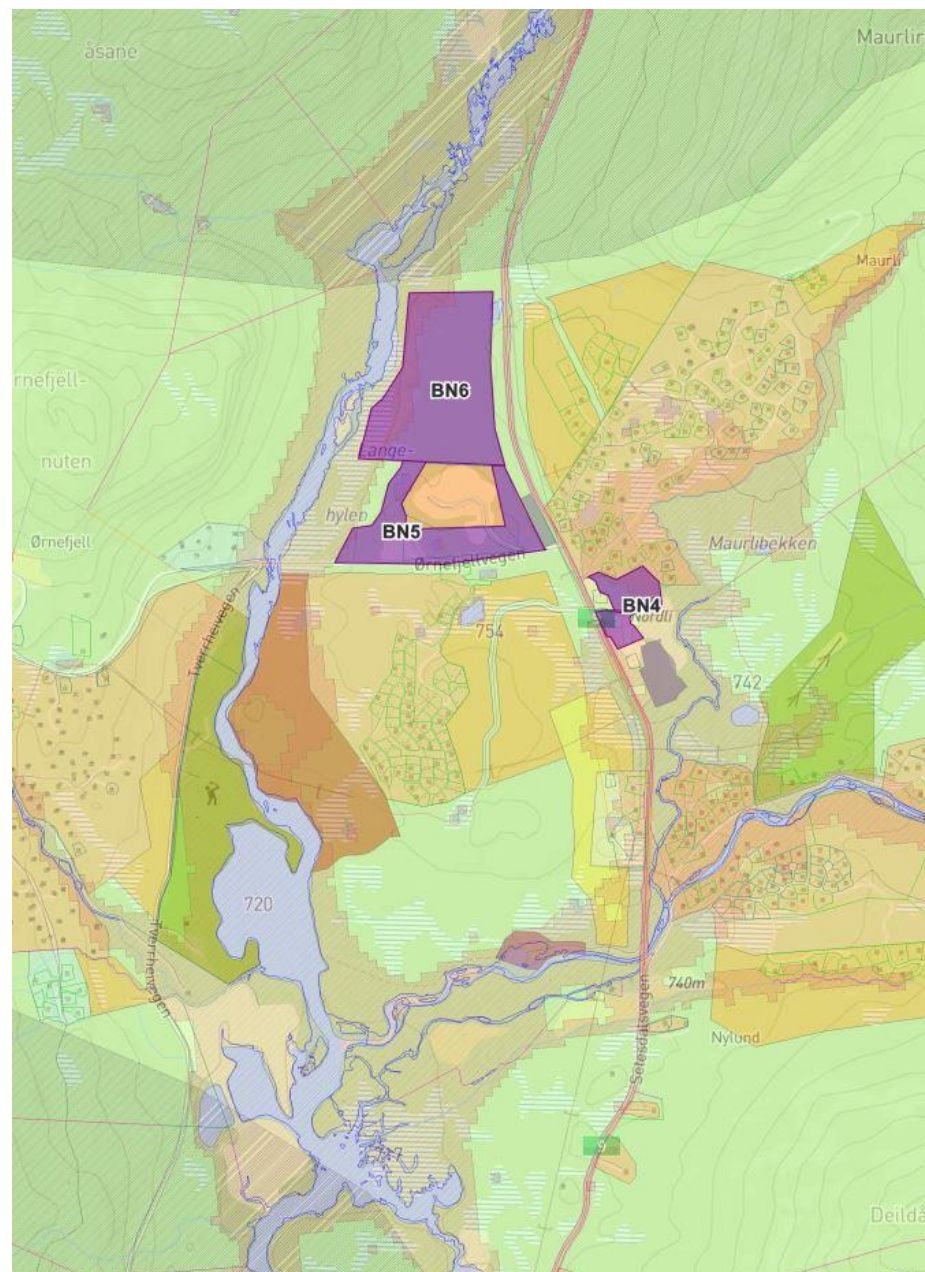 åsane
Maurlir
Maurli
BN6
rnefjell-
nuten
Lange-
hylen
Ørnefjell
BN5
Ørnefjellvegen
Maurlibekken
BN4
Nordli
754
742
Tverrheivegen
720
Tverrheivegen
740m
Setesdalsvegen
Nylund
9
Deildå